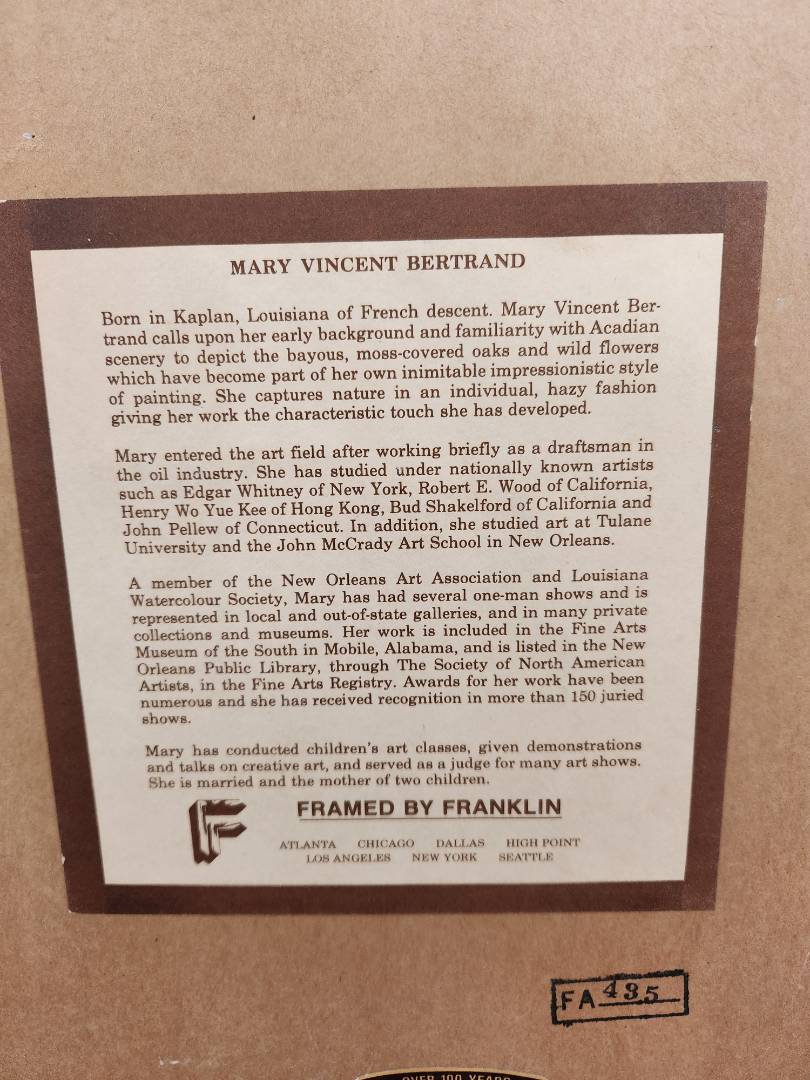 MARY VINCENT BERTRAND
Born in Kaplan, Louisiana of French descent. Mary Vincent Ber-
trand calls upon her early background and familiarity with Acadian
scenery to depict the bayous, moss-covered oaks and wild flowers
which have become part of her own inimitable impressionistic style
of painting. She captures nature in an individual, hazy fashion
giving her work the characteristic touch she has developed.
Mary entered the art field after working briefly as a draftsman in
the oil industry. She has studied under nationally known artists
such as Edgar Whitney of New York, Robert E. Wood of California,
Henry Wo Yue Kee of Hong Kong, Bud Shakelford of California and
John Pellew of Connecticut. In addition, she studied art at Tulane
University and the John McCrady Art School in New Orleans.
A member of the New Orleans Art Association and Louisiana
Watercolour Society, Mary has had several one-man shows and is
represented in local and out-of-state galleries, and in many private
collections and museums. Her work is included in the Fine Arts
Museum of the South in Mobile, Alabama, and is listed in the New
Orleans Public Library, through The Society of North American
Artists, in the Fine Arts Registry. Awards for her work have been
numerous and she has received recognition in more than 150 juried
shows.
Mary has conducted children's art classes, given demonstrations
and talks on creative art, and served as a judge for many art shows.
She is married and the mother of two children.
FRAMED BY FRANKLIN
ATLANTA CHICAGO DALLAS HIGH POINT
LOS ANGELES NEW YORK SEATTLE
FA 435
OVER 100 YEARS